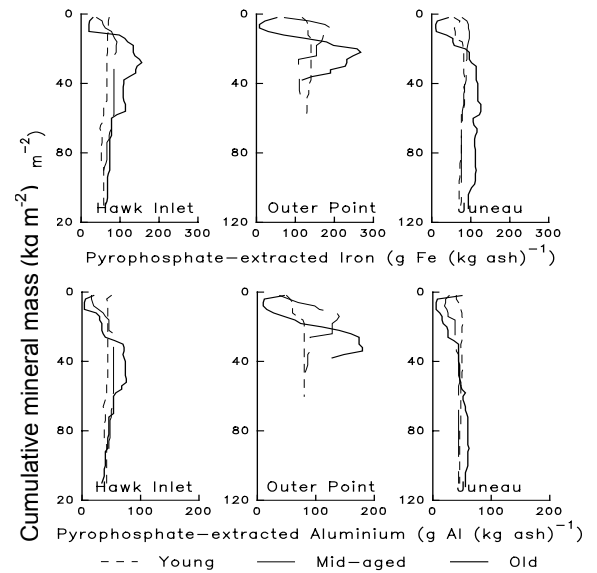 0
40
80
20
0 100 200 300
Hawk Inlet
0
40
80
120
0 100 200 300
Outer Point
0
40
80
120
0 100 200 300
Juneau
Pyrophosphate-extracted Iron (g Fe (kg ash)^-1)
Cumulative mineral mass (kg m^-2) m^-2)
0
40
80
20
0 100 200
Hawk Inlet
0
40
80
120
0 100 200
Outer Point
0
40
80
120
0 100 200
Juneau
Pyrophosphate-extracted Aluminium (g Al (kg ash)^-1)
Young Mid-aged Old